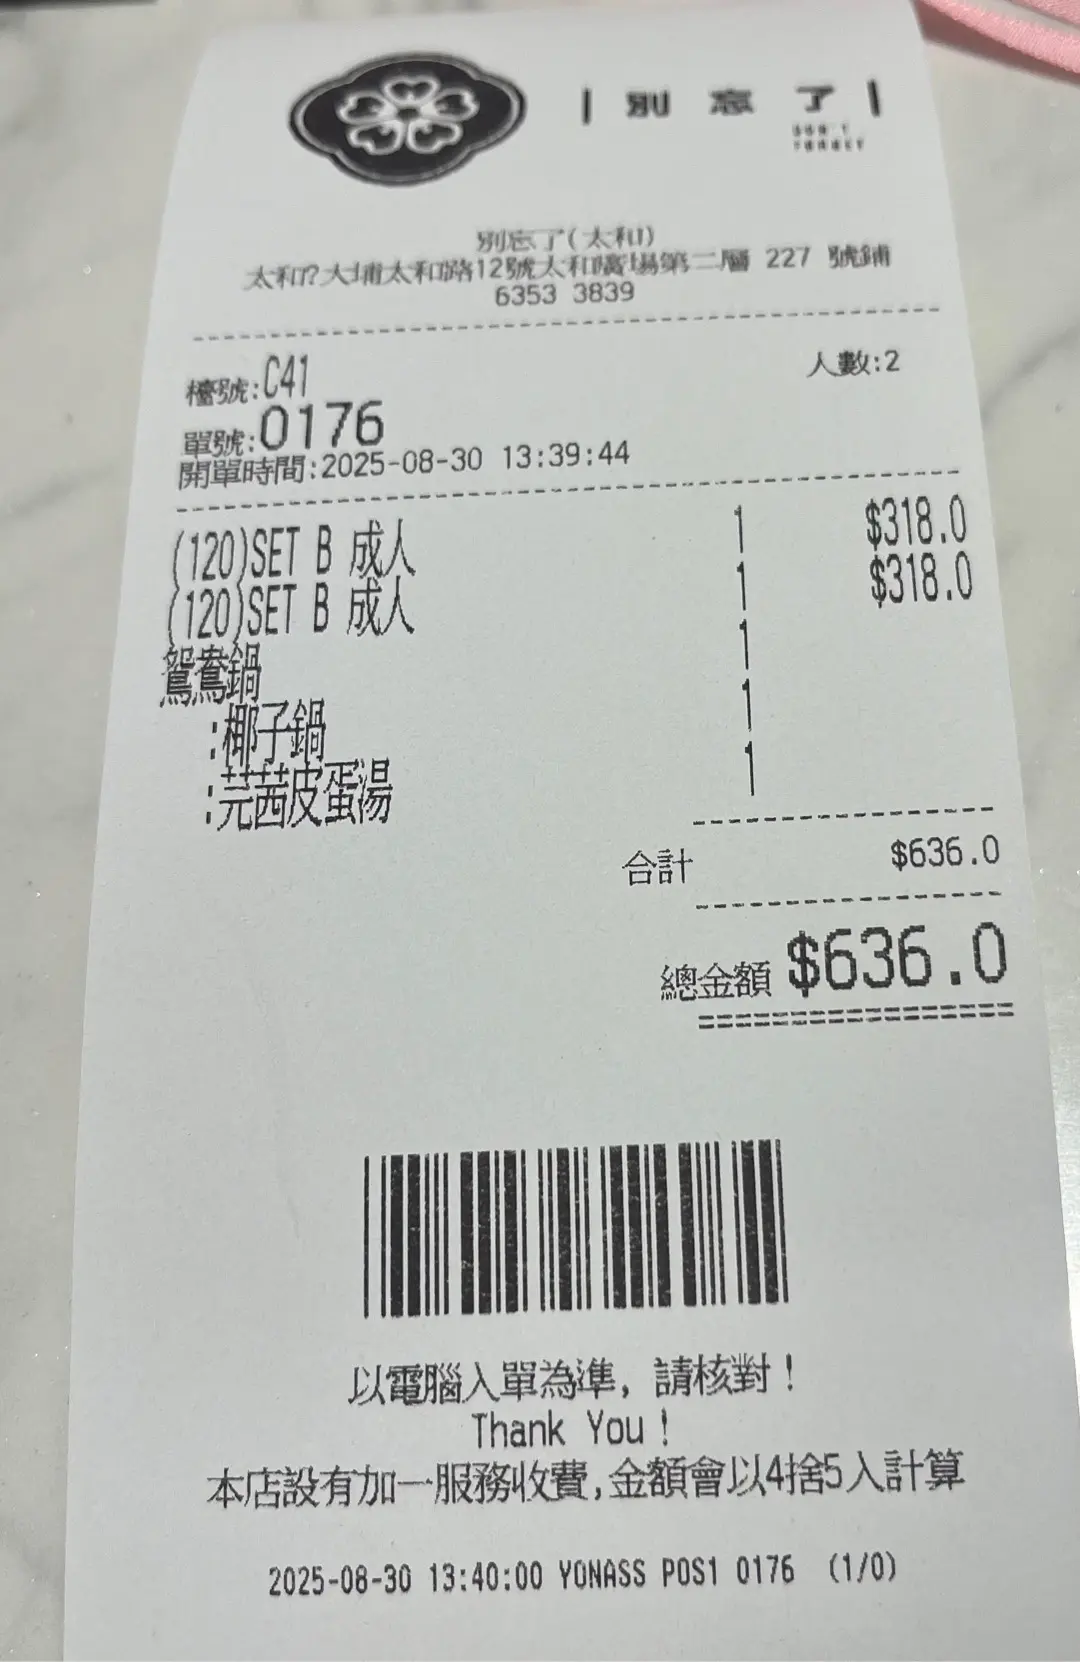 別忘了
DON'T
FORGET
別忘了(太和)
太和?大埔太和路12號太和廣場第二層 227 號鋪
6353 3839
檯號:C41
人數:2
單號:0176
開單時間:2025-08-30 13:39:44
(120)SET B 成人 1 $318.0
(120)SET B 成人 1 $318.0
鴛鴦鍋 1
:椰子鍋 1
:芫茜皮蛋湯 1
合計 $636.0
總金額 $636.0
以電腦入單為準, 請核對!
Thank You!
本店設有加一服務收費,金額會以4捨5入計算
2025-08-30 13:40:00 YONASS POS1 0176 (1/0)